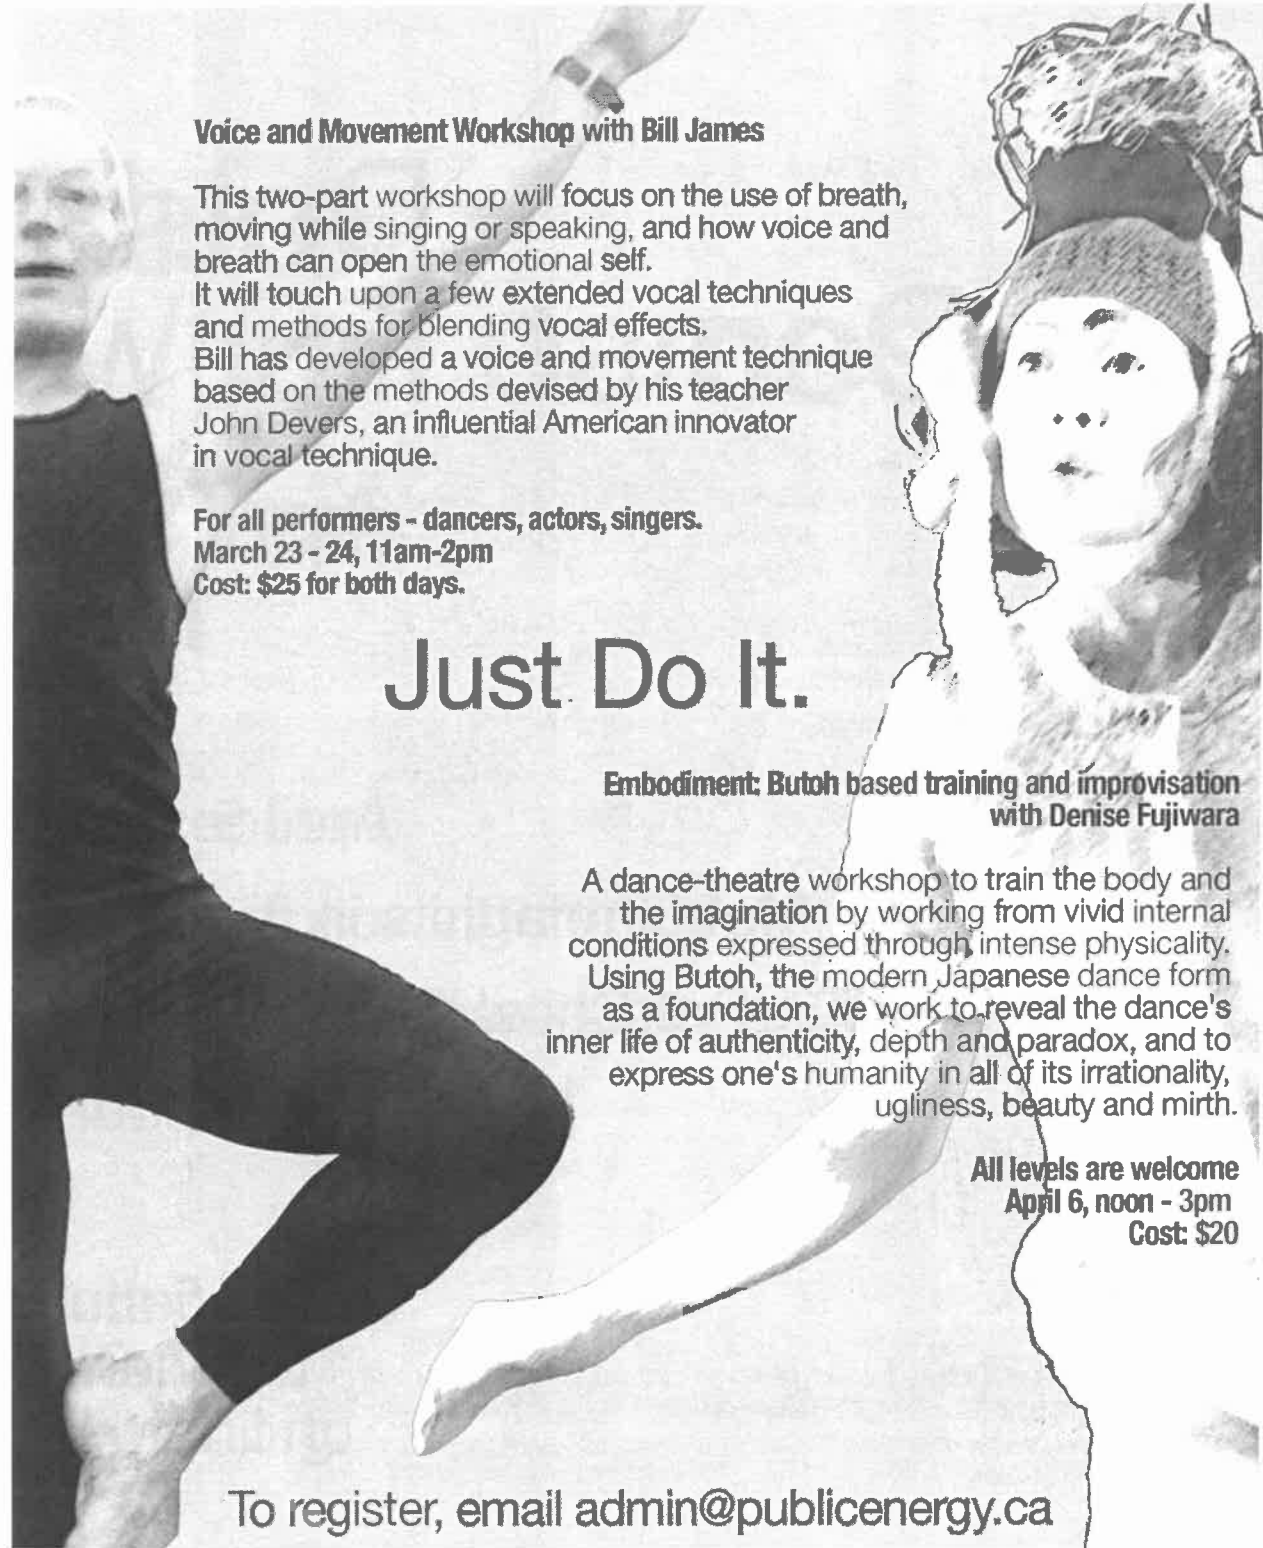 Voice and Movement Workshop with Bill James
This two-part workshop will focus on the use of breath,
moving while singing or speaking, and how voice and
breath can open the emotional self.
It will touch upon a few extended vocal techniques
and methods for blending vocal effects.
Bill has developed a voice and movement technique
based on the methods devised by his teacher
John Devers, an influential American innovator
in vocal technique.
For all performers - dancers, actors, singers.
March 23 - 24, 11am-2pm
Cost: $25 for both days.
Just Do It.
Embodiment: Butoh based training and improvisation
with Denise Fujiwara
A dance-theatre workshop to train the body and
the imagination by working from vivid internal
conditions expressed through intense physicality.
Using Butoh, the modern Japanese dance form
as a foundation, we work to reveal the dance's
inner life of authenticity, depth and paradox, and to
express one's humanity in all of its irrationality,
ugliness, beauty and mirth.
All levels are welcome
April 6, noon - 3pm
Cost: $20
To register, email admin@publicenergy.ca